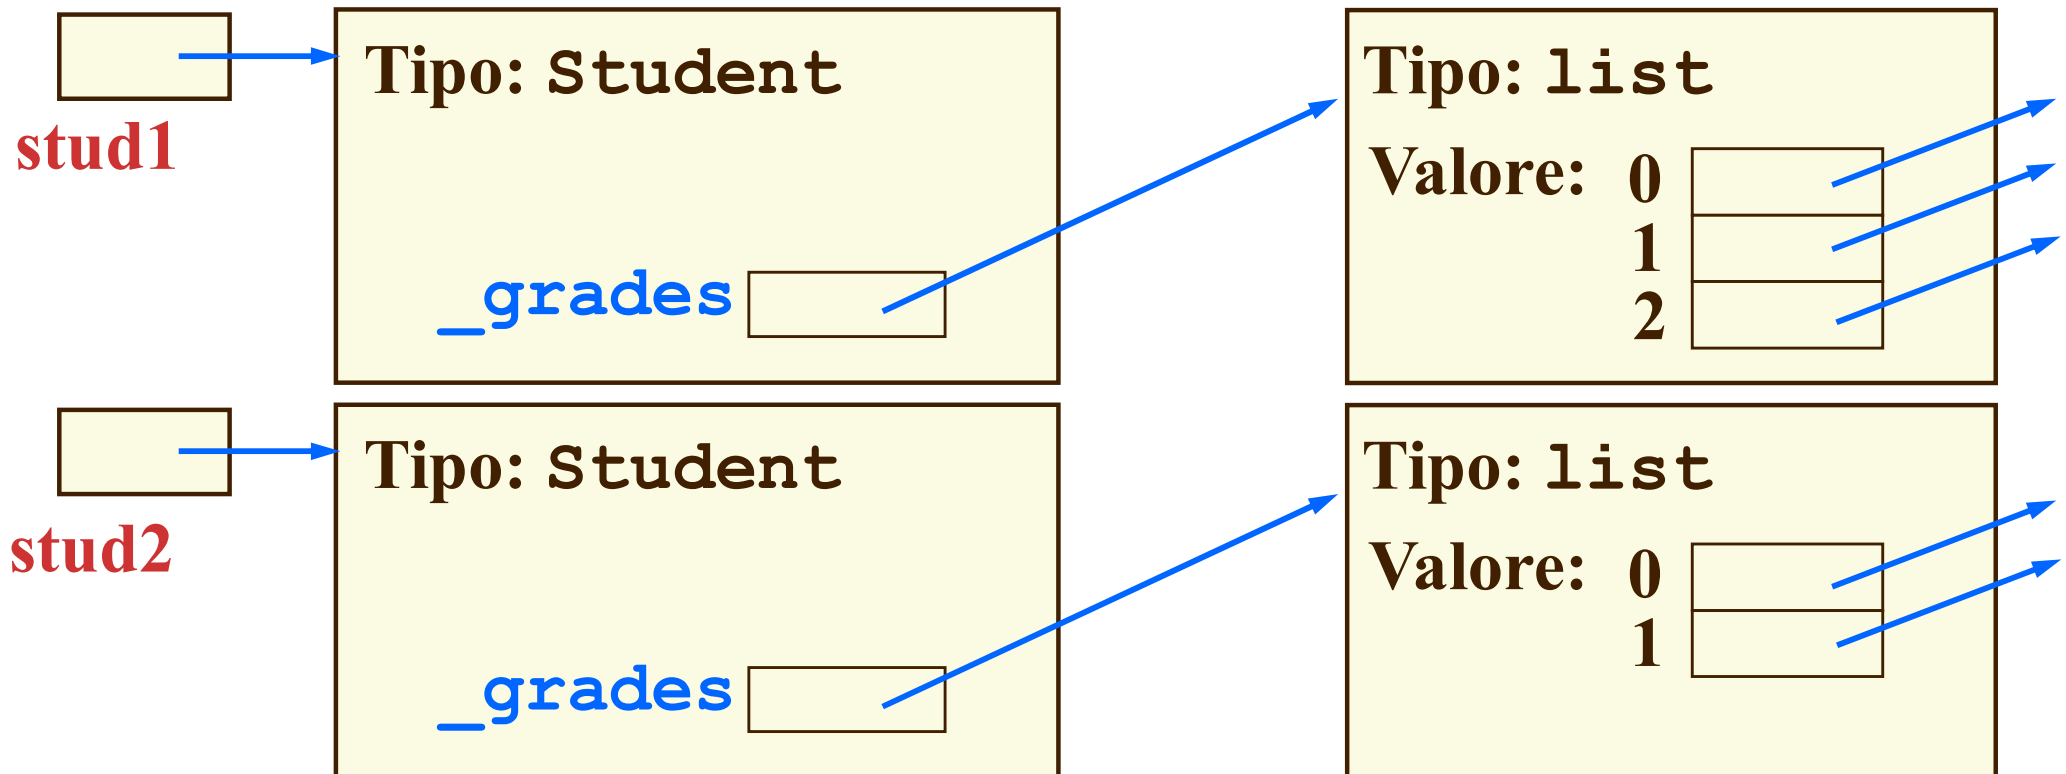 Tipo: Student
Tipo: list
stud1
Valore: 0
1
_grades
2
Tipo: Student
Tipo: list
stud2
Valore: 0
1
_grades